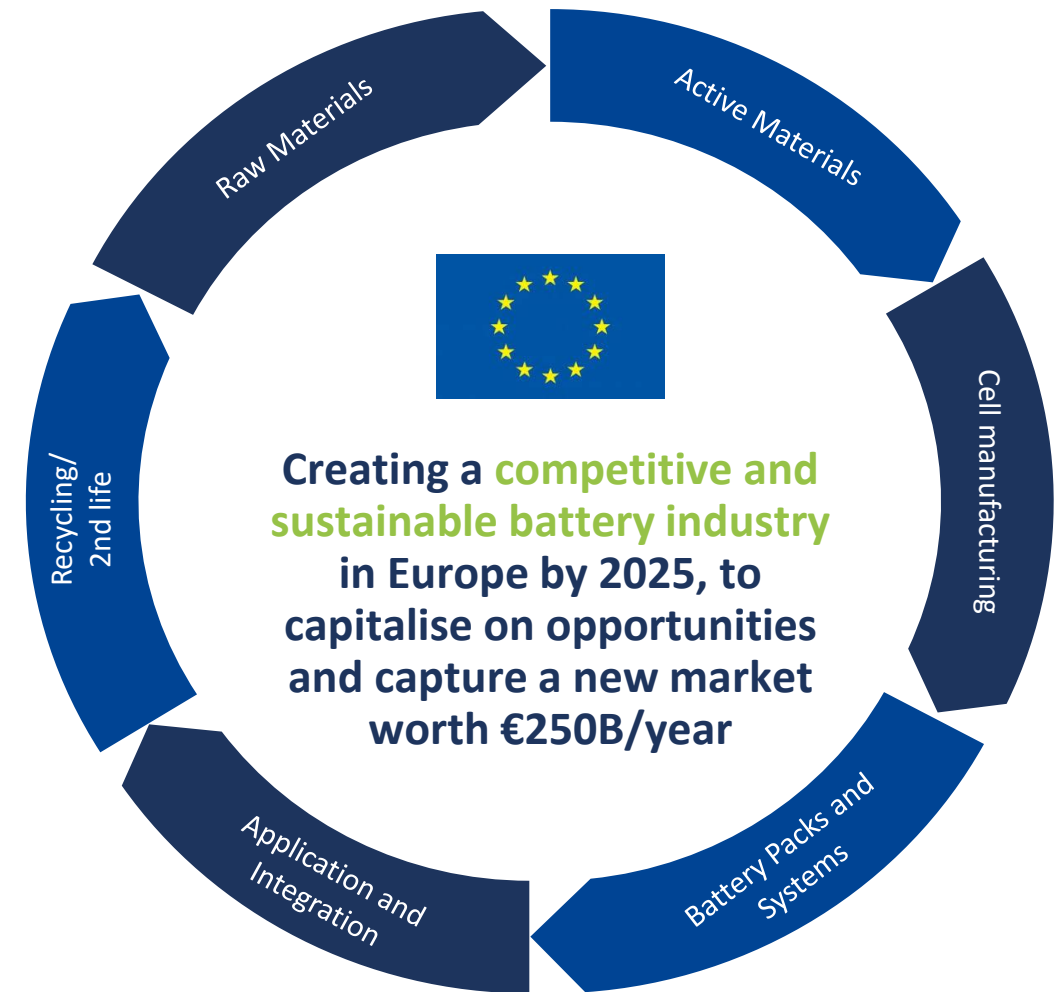 Raw Materials
Active Materials
Cell manufacturing
Battery Packs and
Systems
Application and
Integration
Recycling/
2nd life
Creating a competitive and
sustainable battery industry
in Europe by 2025, to
capitalise on opportunities
and capture a new market
worth €250B/year